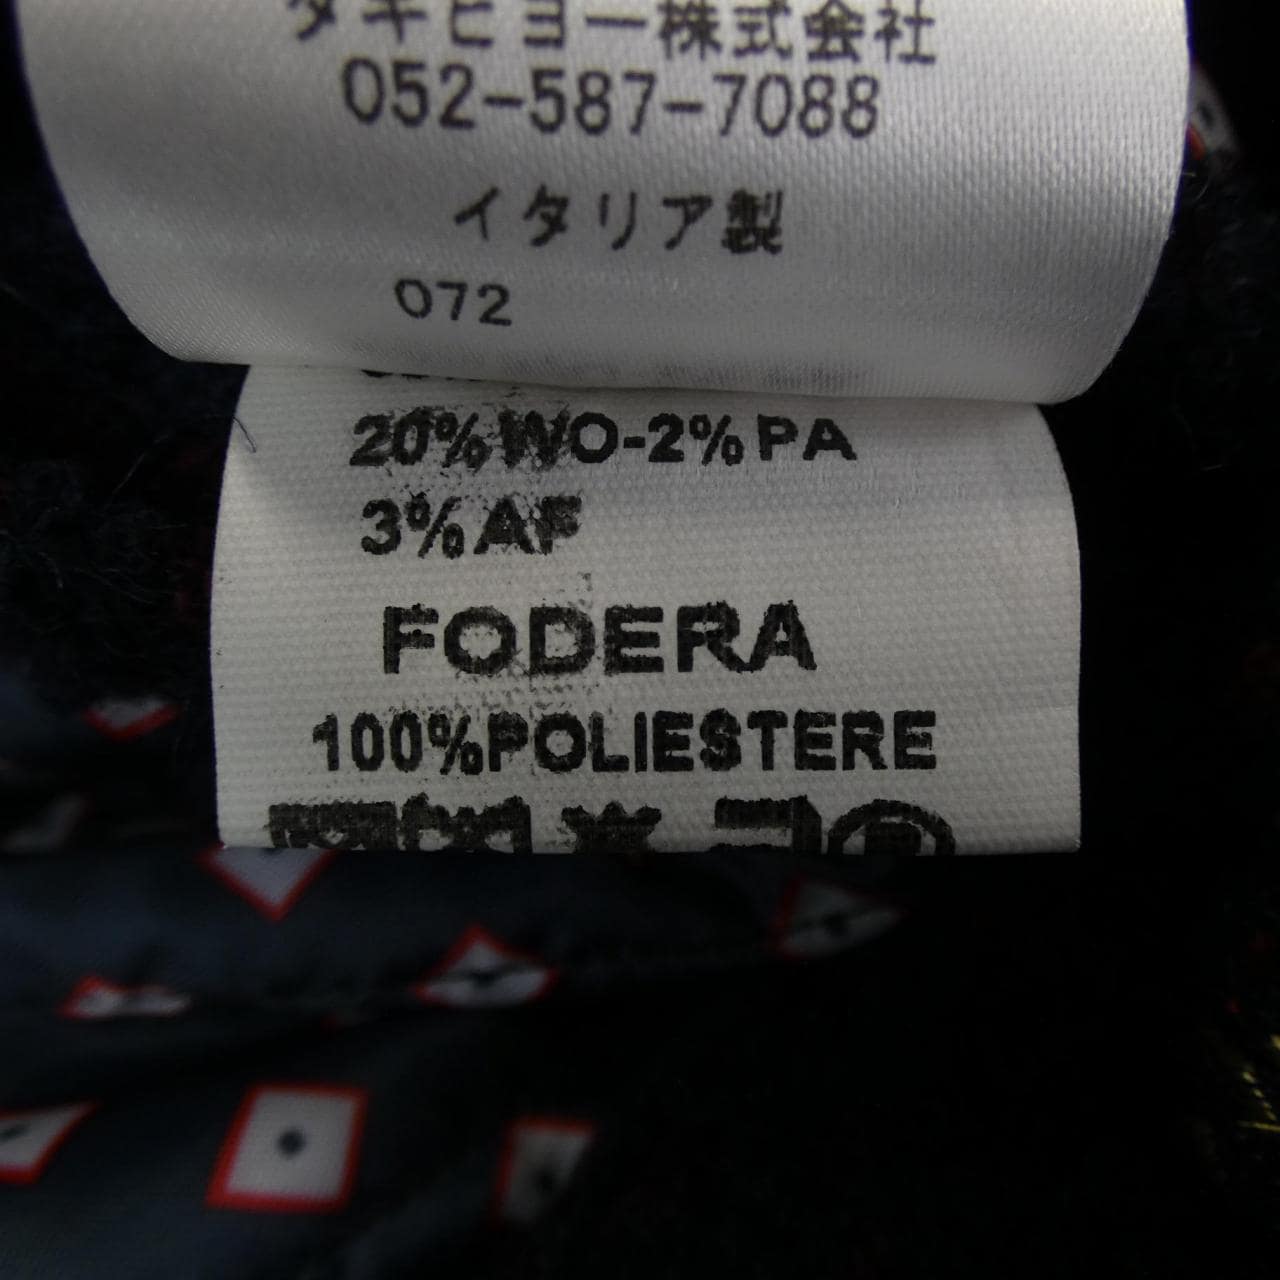 タキヒヨー株式会社
052-587-7088
イタリア製
072
20%WO-2%PA
3%AF
FODERA
100%POLIESTERE